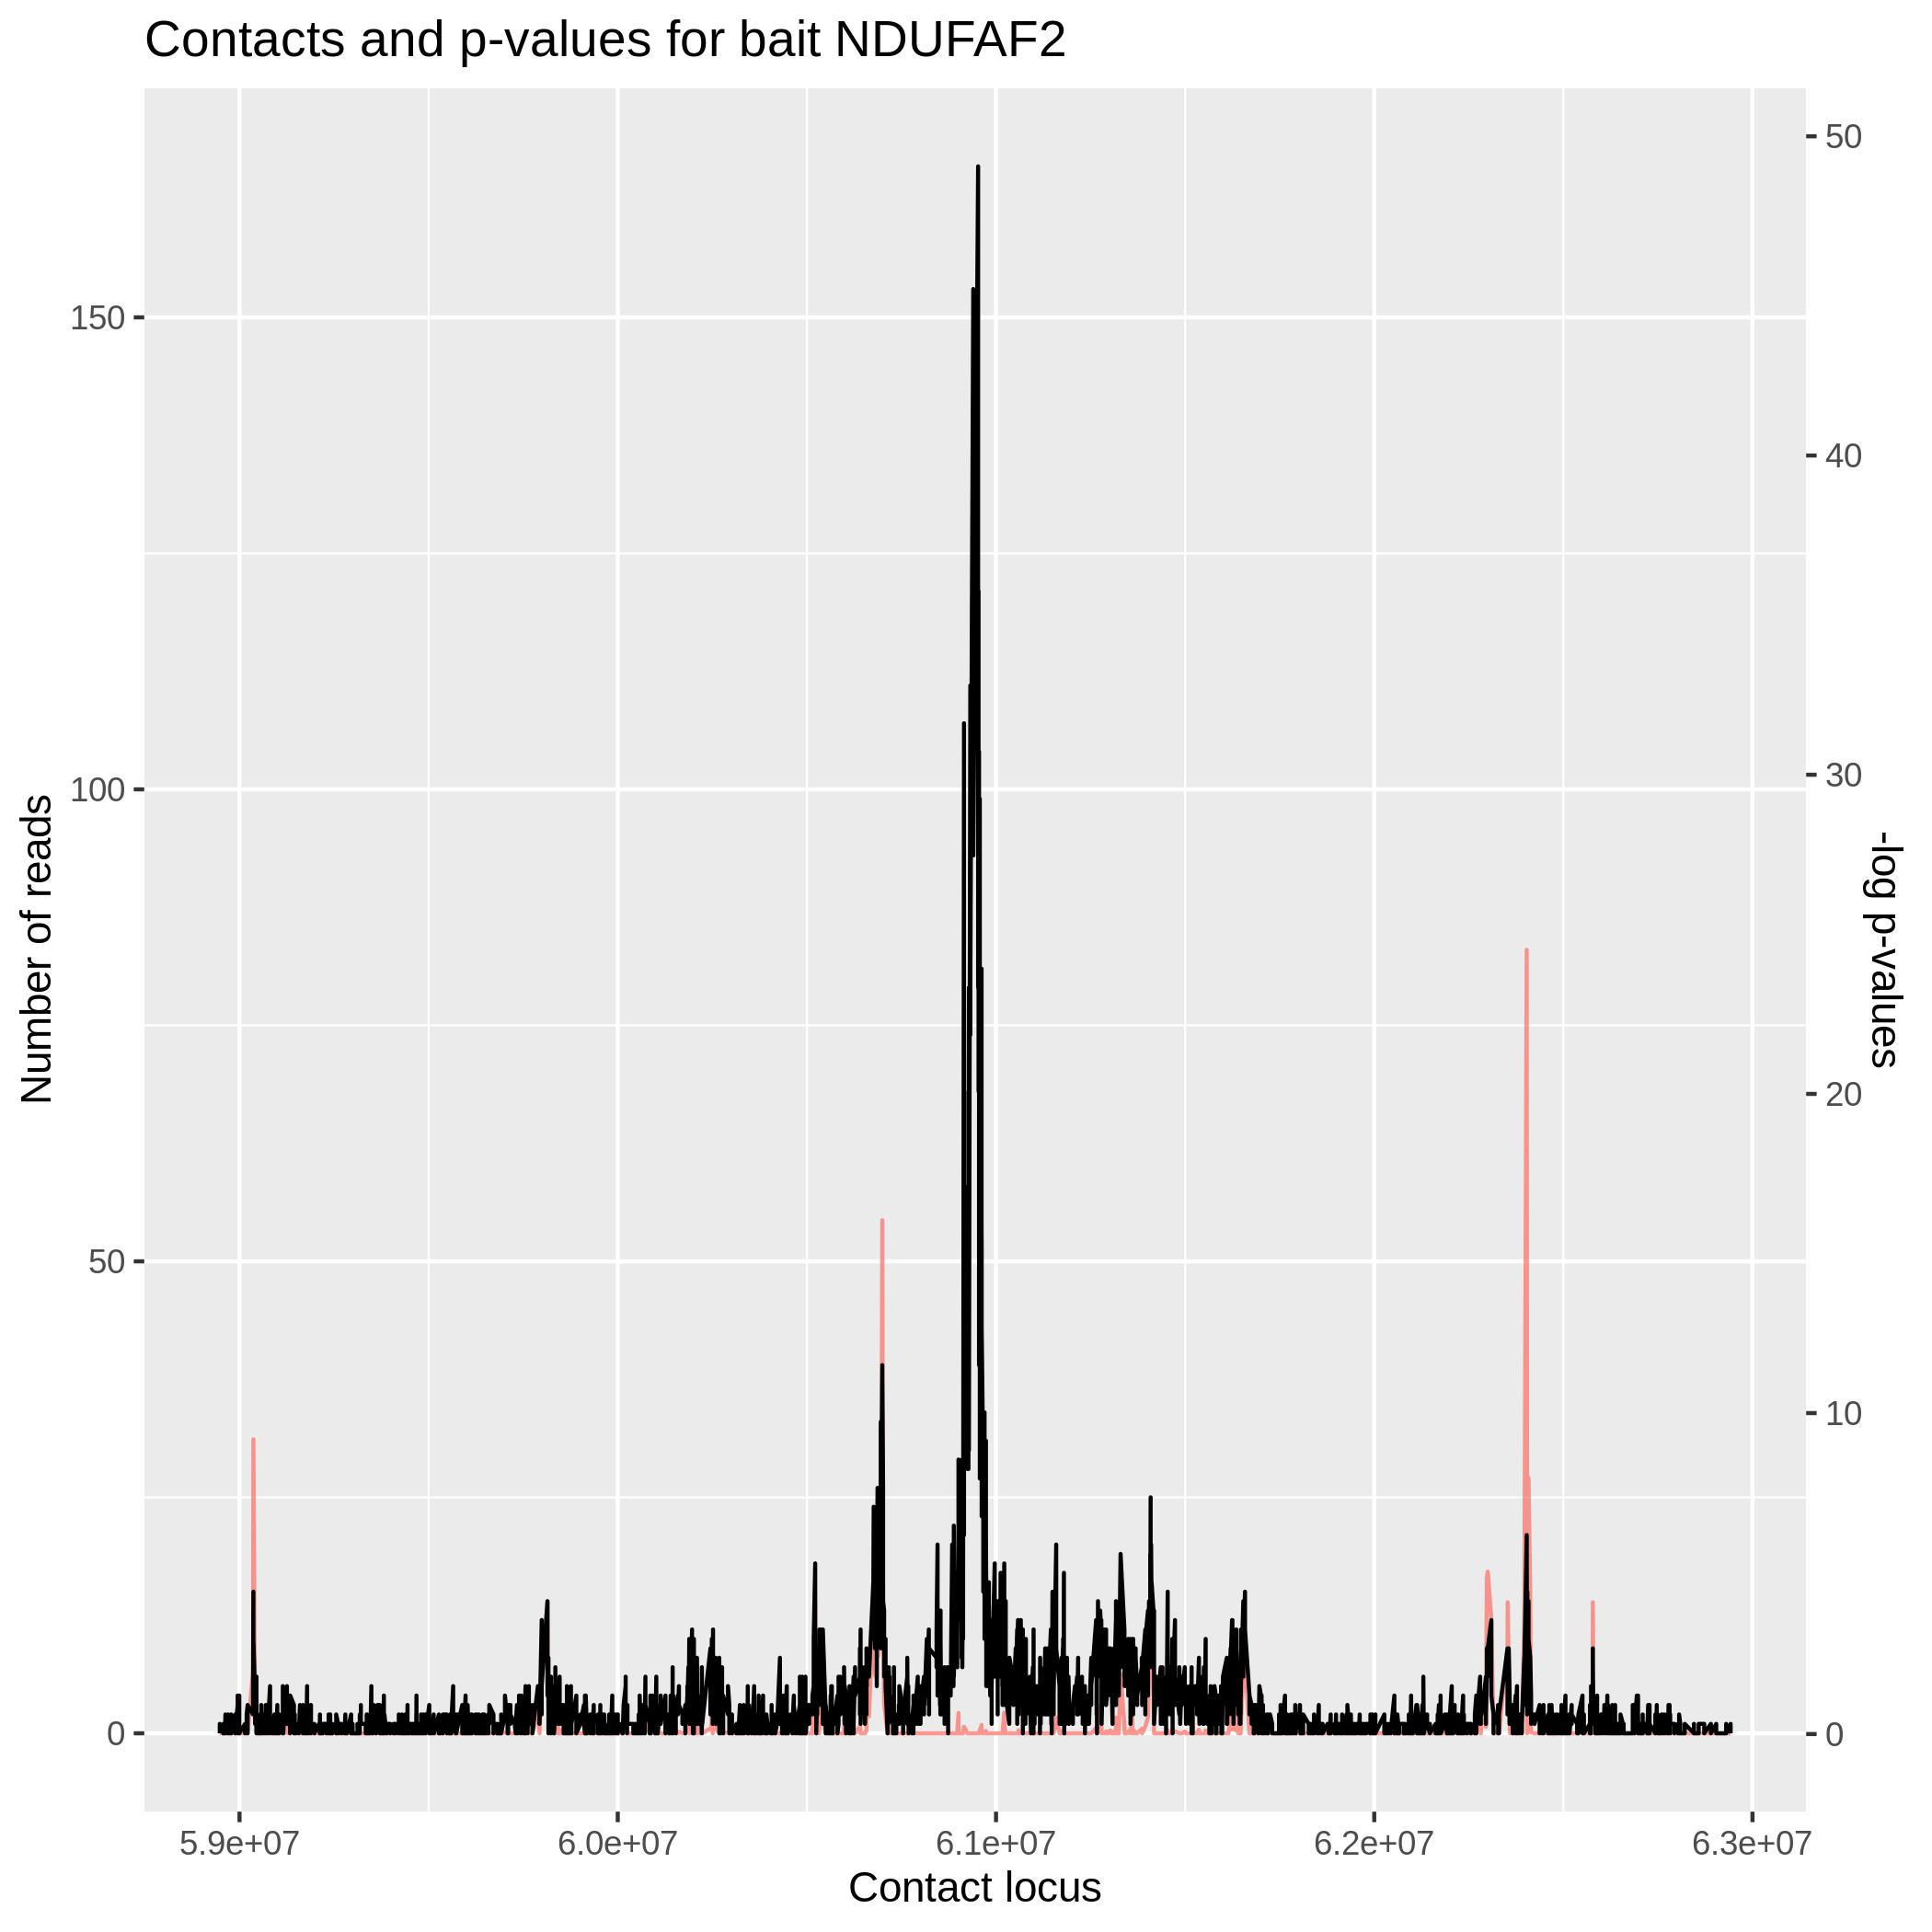 Contacts and p-values for bait NDUFAF2
Number of reads
150
100
50
0
50
40
30
20
10
0
-log p-values
5.9e+07
6.0e+07
6.1e+07
6.2e+07
6.3e+07
Contact locus